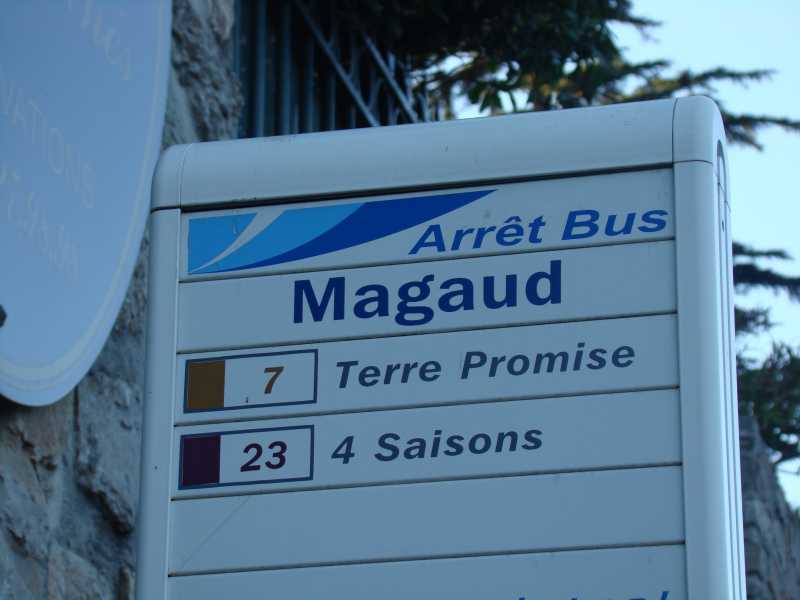 Arrêt Bus
Magaud
7 Terre Promise
23 4 Saisons